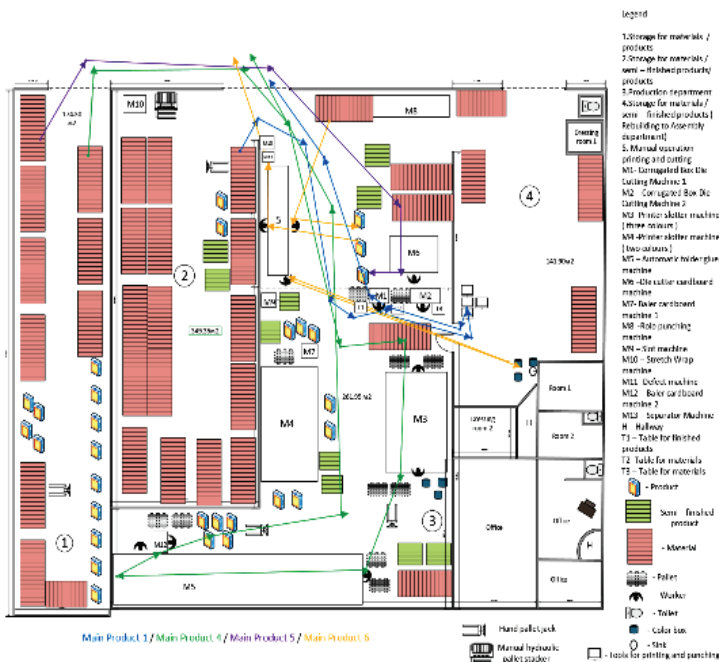 Legend
1.Storage for materials /
products
2.Storage for materials /
semi – finished products/
products
3.Production department
4.Storage for materials /
semi – finished products (
Rebuilding to Assembly
department)
5. Manual operation
printing and cutting
M1- Corrugated Box Die
Cutting Machine 1
M2 – Corrugated Box Die
Cutting Machine 2
M3-Printer slotter machine
( three colours )
M4 -Printer slotter machine
( two colours )
M5 – Automatic folder glue
machine
M6 –Die cutter cardboard
machine
M7- Baler cardboard
machine 1
M8 –Role punching
machine
M9 – Slot machine
M10 – Stretch Wrap
machine
M11- Defect machine
M12 – Baler cardboard
machine 2
M13 – Separator Machine
H – Hallway
T1 – Table for finished
products
T2- Table for materials
T3 – Table for materials
- Product
- Semi – finished
product
- Material
- Pallet
- Worker
- Toilet
- Color box
- Sink
- Tools for printing and punching
Hand pallet jack
Manual hydraulic
pallet stacker
M10
M8
Dressing
room 1
4
5
M6
2
M9
M1
M2
T3
M7
M4
261.95 m2
M3
Room 1
Dressing
room 2
H
Room 2
Office
Office
H
Office
3
1
M12
M5
Main Product 1 / Main Product 4 / Main Product 5 / Main Product 6